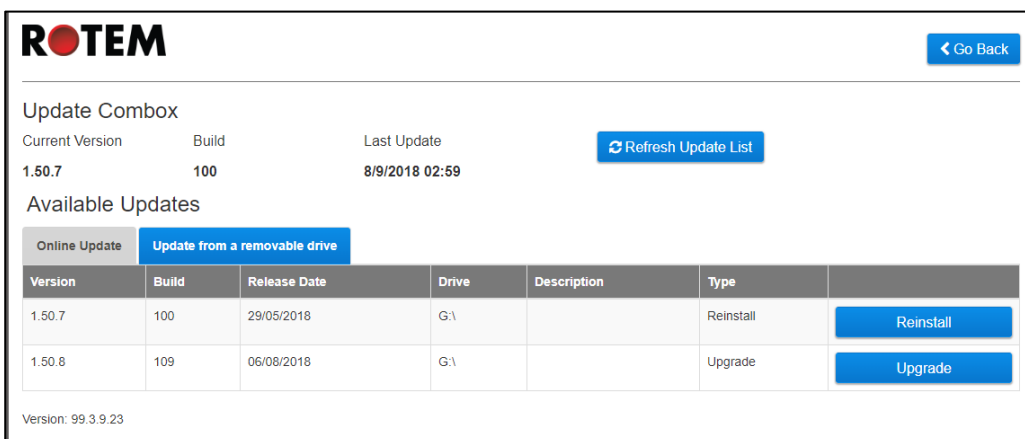 ROTEM
Go Back
Update Combox
Current Version Build Last Update
Refresh Update List
1.50.7 100 8/9/2018 02:59
Available Updates
Online Update Update from a removable drive
Version Build Release Date Drive Description Type
1.50.7 100 29/05/2018 G:\ Reinstall Reinstall
1.50.8 109 06/08/2018 G:\ Upgrade Upgrade
Version: 99.3.9.23